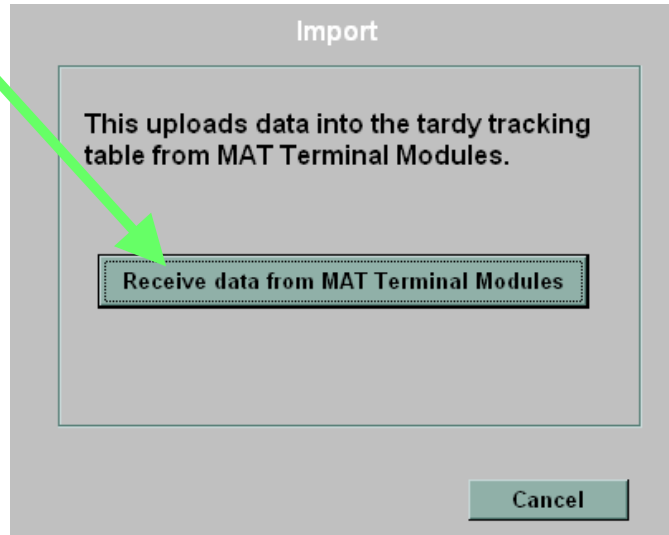 Import
This uploads data into the tardy tracking
table from MAT Terminal Modules.
Receive data from MAT Terminal Modules
Cancel